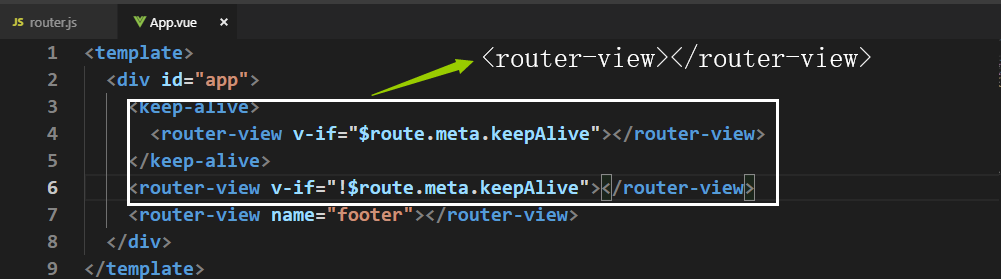 JS router.js App.vue ×
<router-view></router-view>
1 <template>
2 <div id="app">
3 <keep-alive>
4 <router-view v-if="$route.meta.keepAlive"></router-view>
5 </keep-alive>
6 <router-view v-if="!$route.meta.keepAlive"></router-view>
7 <router-view name="footer"></router-view>
8 </div>
9 </template>